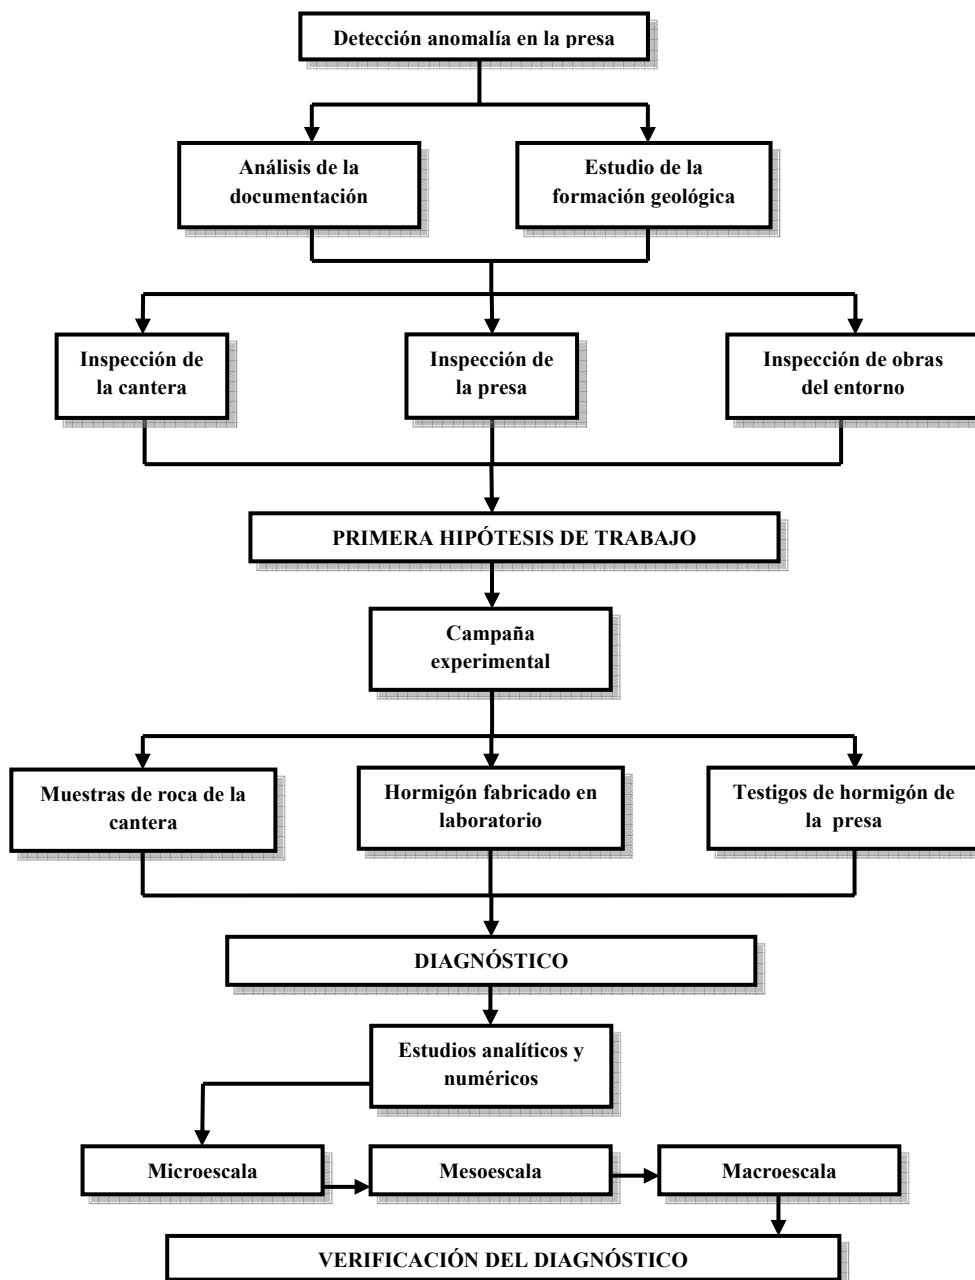 Detección anomalía en la presa
Análisis de la
documentación
Estudio de la
formación geológica
Inspección de
la cantera
Inspección de
la presa
Inspección de obras
del entorno
PRIMERA HIPÓTESIS DE TRABAJO
Campaña
experimental
Muestras de roca de la
cantera
Hormigón fabricado en
laboratorio
Testigos de hormigón de
la presa
DIAGNÓSTICO
Estudios analíticos y
numéricos
Microescala
Mesoescala
Macroescala
VERIFICACIÓN DEL DIAGNÓSTICO